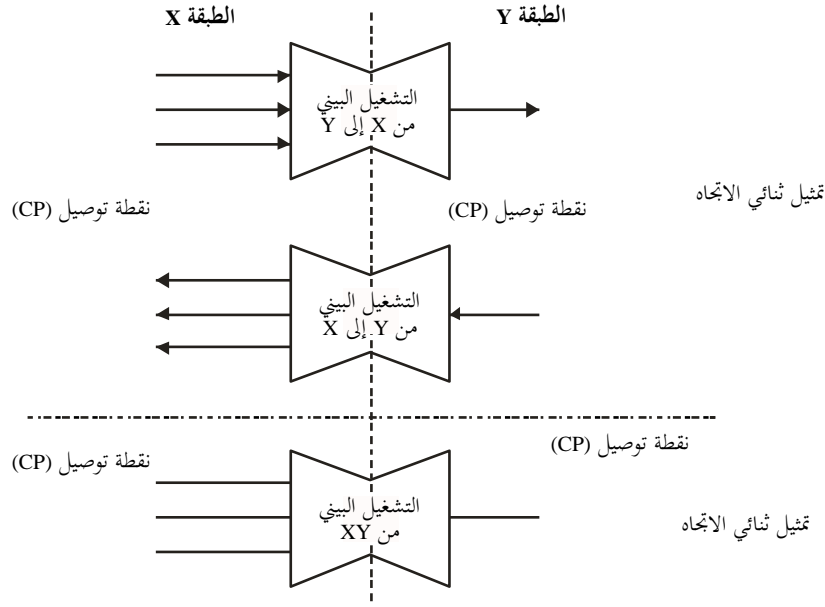 الطبقة X
الطبقة Y
التشغيل البيني
من X إلى Y
تمثيل ثنائي الاتجاه
نقطة توصيل (CP)
نقطة توصيل (CP)
التشغيل البيني
من Y إلى X
نقطة توصيل (CP)
نقطة توصيل (CP)
التشغيل البيني
من XY
تمثيل ثنائي الاتجاه